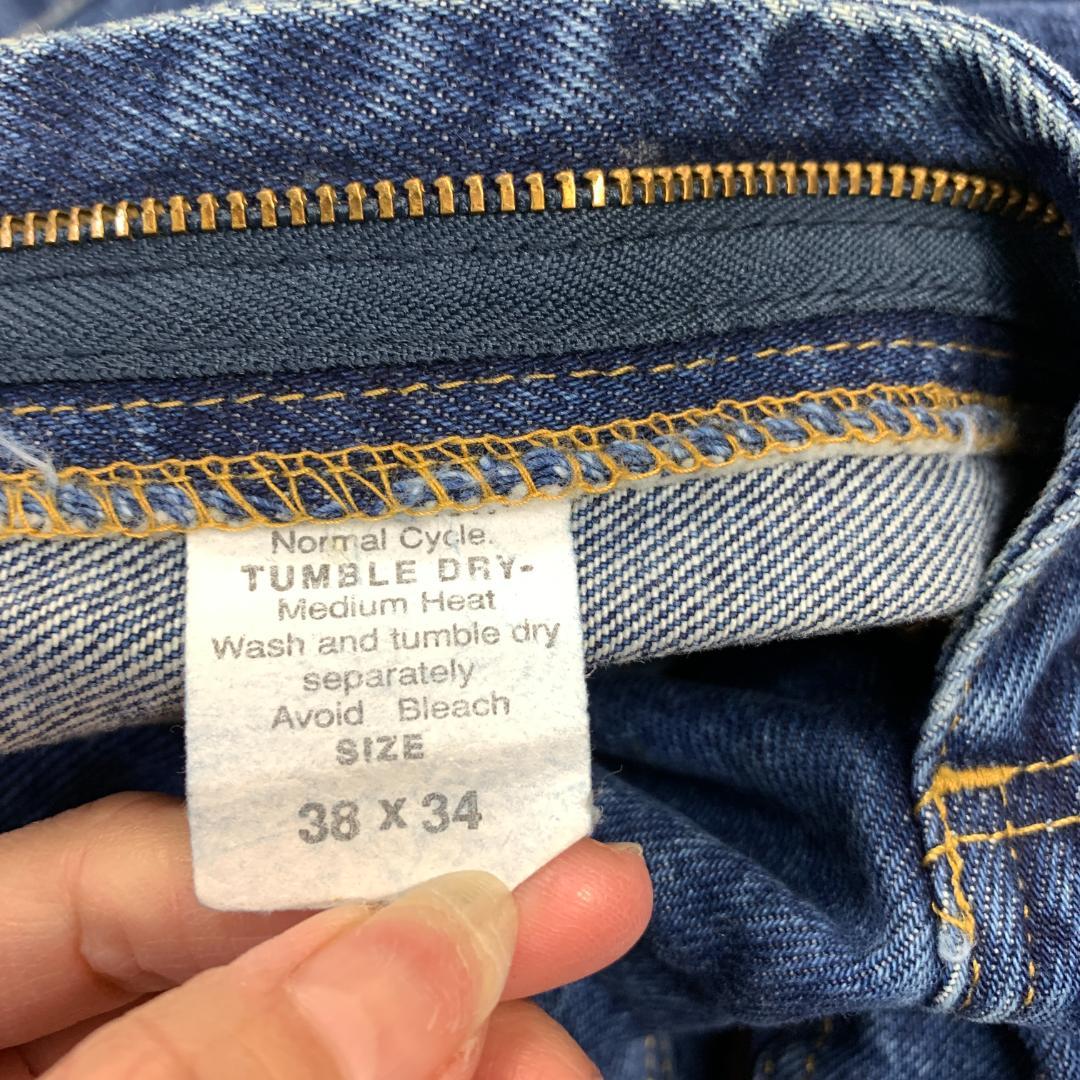 Normal Cycle.
TUMBLE DRY-
Medium Heat
Wash and tumble dry
separately
Avoid Bleach
SIZE
38 x 34